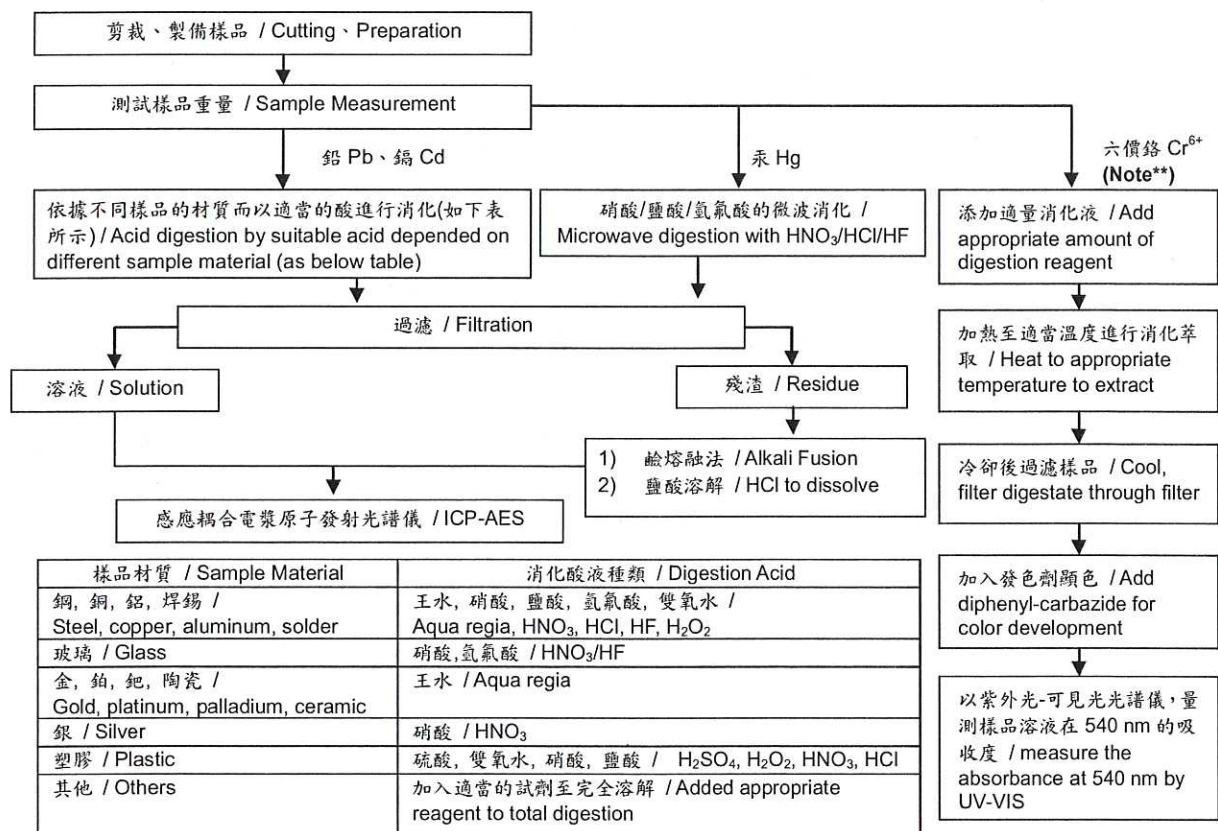 剪裁、製備樣品 / Cutting、Preparation
測試樣品重量 / Sample Measurement
鉛 Pb、鎘 Cd
汞 Hg
六價鉻 Cr⁶⁺
(Note**)
依據不同樣品的材質而以適當的酸進行消化(如下表
所示) / Acid digestion by suitable acid depended on
different sample material (as below table)
硝酸/鹽酸/氫氟酸的微波消化 /
Microwave digestion with HNO₃/HCl/HF
添加適量消化液 / Add
appropriate amount of
digestion reagent
過濾 / Filtration
加熱至適當溫度進行消化萃
取 / Heat to appropriate
temperature to extract
溶液 / Solution
殘渣 / Residue
1) 鹼熔融法 / Alkali Fusion
2) 鹽酸溶解 / HCl to dissolve
冷卻後過濾樣品 / Cool,
filter digestate through filter
感應耦合電漿原子發射光譜儀 / ICP-AES
加入發色劑顯色 / Add
diphenyl-carbazide for
color development
以紫外光-可見光光譜儀，量
測樣品溶液在 540 nm 的吸
收度 / measure the
absorbance at 540 nm by
UV-VIS
樣品材質 / Sample Material 消化酸液種類 / Digestion Acid
鋼, 銅, 鋁, 焊錫 / 王水, 硝酸, 鹽酸, 氫氟酸, 雙氧水 /
Steel, copper, aluminum, solder Aqua regia, HNO₃, HCl, HF, H₂O₂
玻璃 / Glass 硝酸,氫氟酸 / HNO₃/HF
金, 鉑, 鈀, 陶瓷 / 王水 / Aqua regia
Gold, platinum, palladium, ceramic
銀 / Silver 硝酸 / HNO₃
塑膠 / Plastic 硫酸, 雙氧水, 硝酸, 鹽酸 / H₂SO₄, H₂O₂, HNO₃, HCl
其他 / Others 加入適當的試劑至完全溶解 / Added appropriate
reagent to total digestion